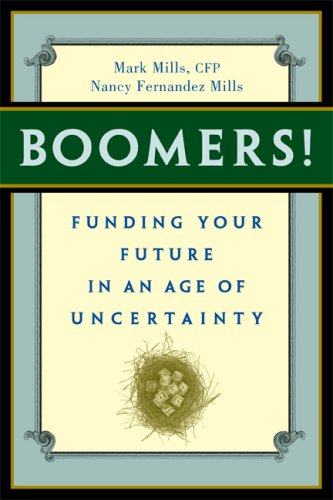 Mark Mills, CFP
Nancy Fernandez Mills
BOOMERS!
FUNDING YOUR
FUTURE
IN AN AGE OF
UNCERTAINTY